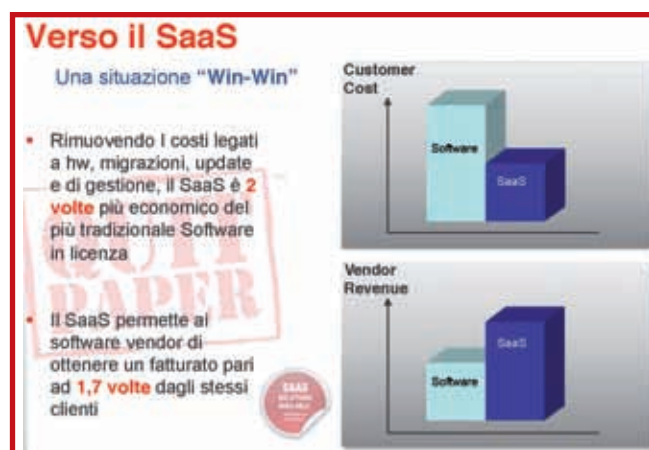 Verso il SaaS
Una situazione “Win-Win”
• Rimuovendo I costi legati
a hw, migrazioni, update
e di gestione, il SaaS è 2
volte più economico del
più tradizionale Software
in licenza
• Il SaaS permette ai
software vendor di
ottenere un fatturato pari
ad 1,7 volte dagli stessi
clienti
PAPER
SAAS
Customer
Cost
Software
SaaS
Vendor
Revenue
SaaS
Software